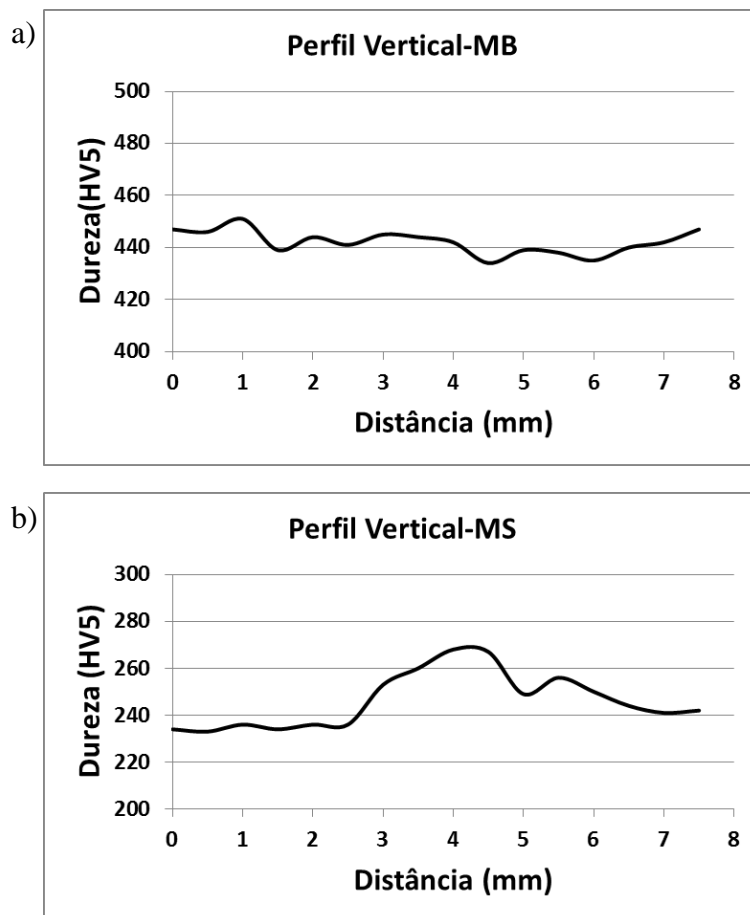 a)
Perfil Vertical-MB
Dureza(HV5)
500
480
460
440
420
400
0 1 2 3 4 5 6 7 8
Distância (mm)
b)
Perfil Vertical-MS
Dureza (HV5)
300
280
260
240
220
200
0 1 2 3 4 5 6 7 8
Distância (mm)